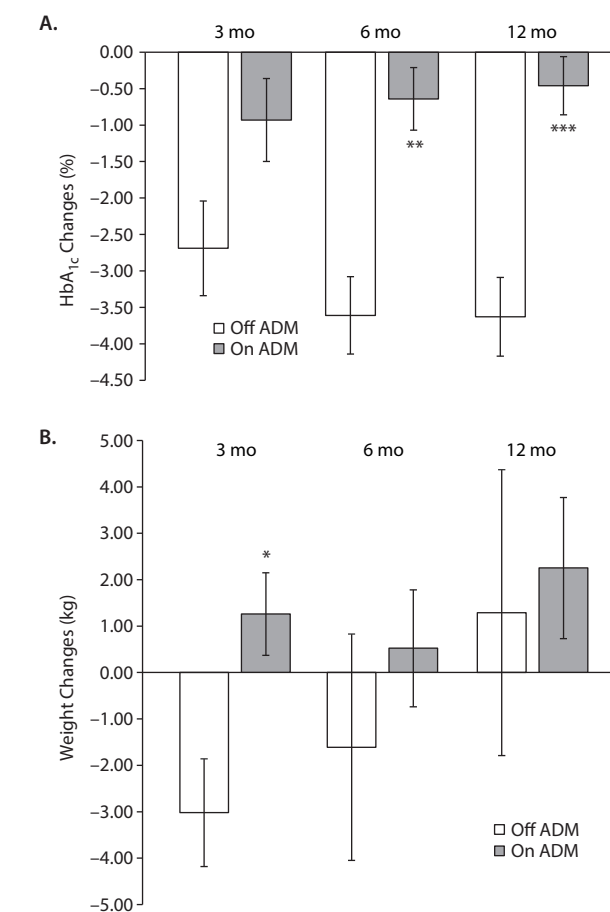 A.
3 mo 6 mo 12 mo
0.00
–0.50
–1.00
–1.50
–2.00
–2.50
–3.00
–3.50
–4.00
–4.50
HbA1c Changes (%)
**
***
Off ADM
On ADM
B.
3 mo 6 mo 12 mo
5.00
4.00
3.00
2.00
1.00
0.00
–1.00
–2.00
–3.00
–4.00
–5.00
Weight Changes (kg)
*
Off ADM
On ADM